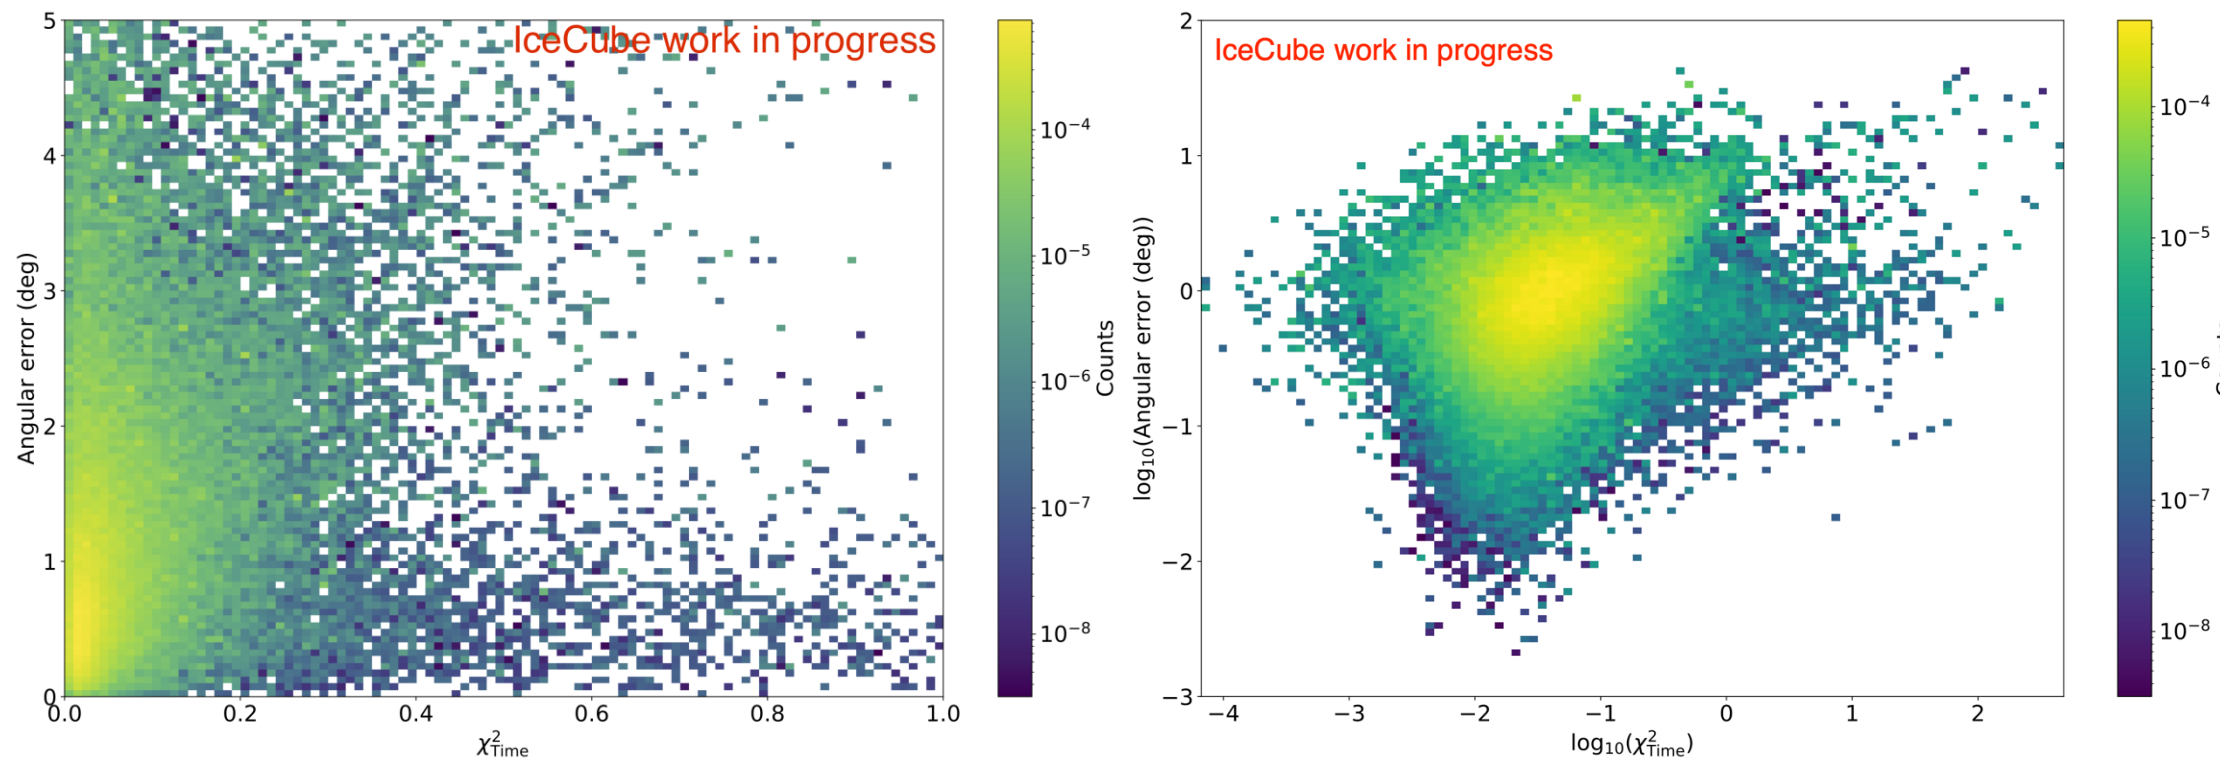 IceCube work in progress
5
4
3
2
1
0
Angular error (deg)
0.0 0.2 0.4 0.6 0.8 1.0
χ²Time
10⁻⁴
10⁻⁵
10⁻⁶
10⁻⁷
10⁻⁸
Counts
IceCube work in progress
2
1
0
−1
−2
−3
log₁₀(Angular error (deg))
−4 −3 −2 −1 0 1 2
log₁₀(χ²Time)
10⁻⁴
10⁻⁵
10⁻⁶
10⁻⁷
10⁻⁸